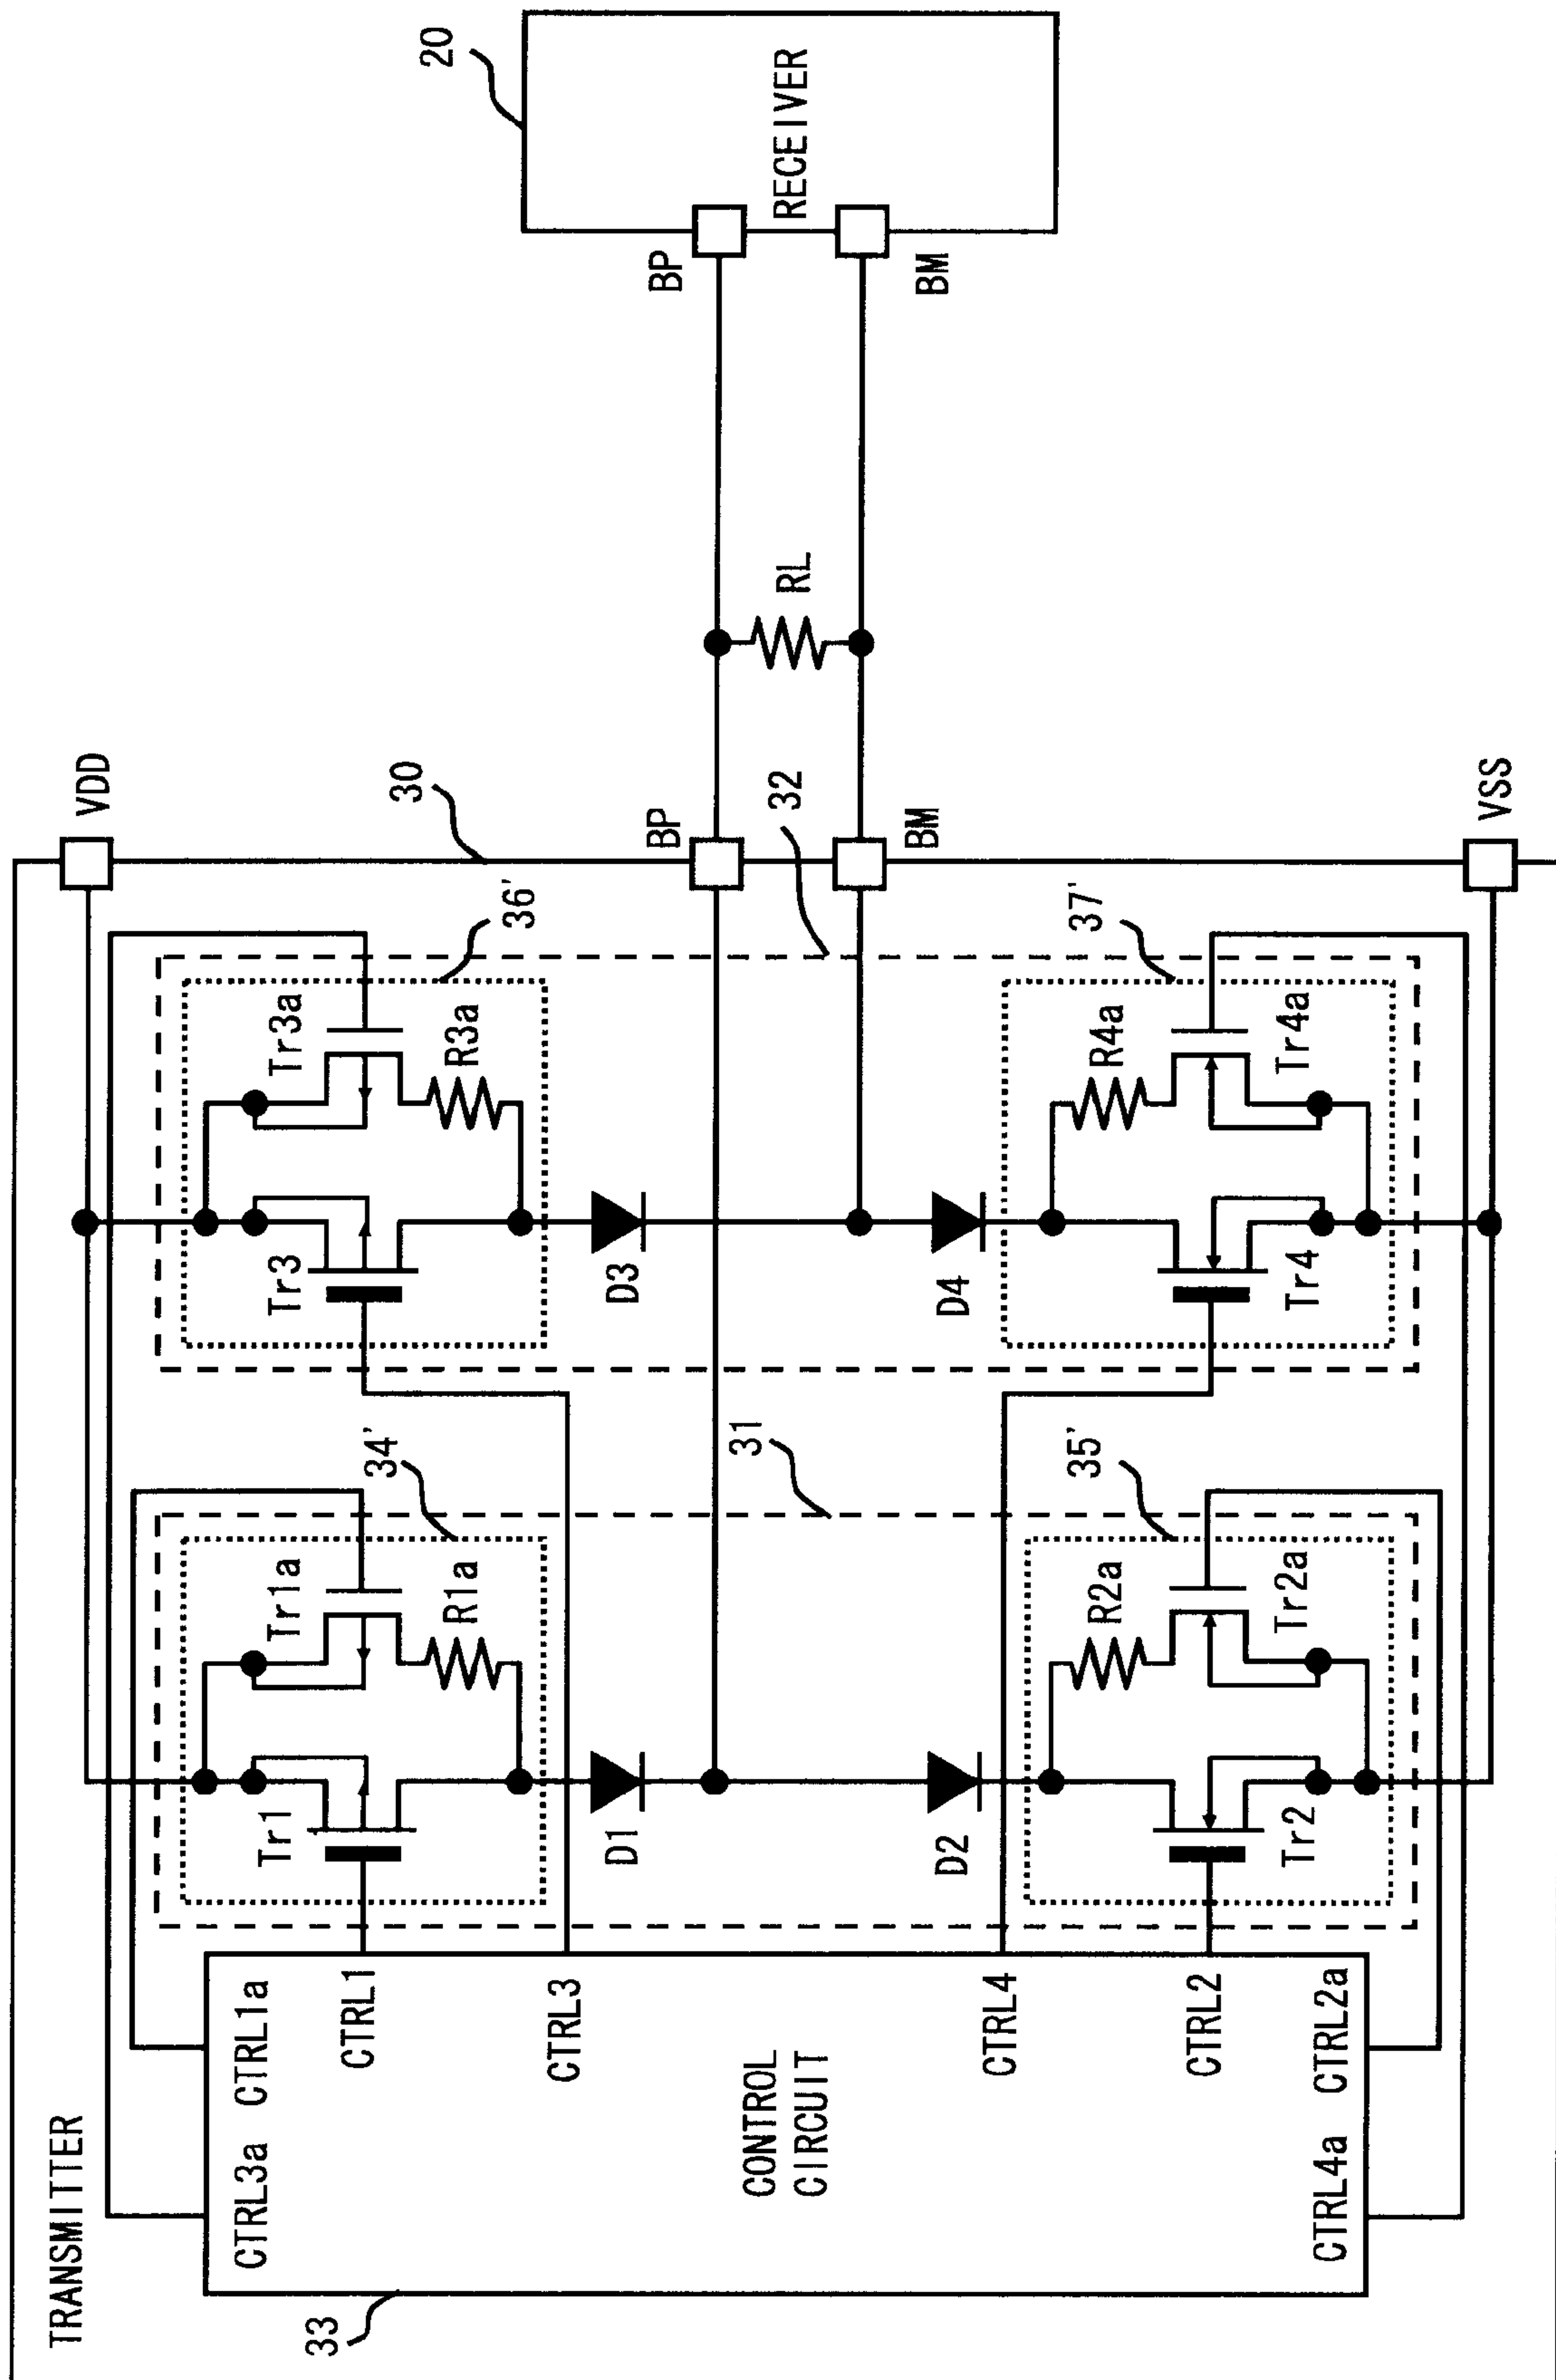 TRANSMITTER
33
CTRL3a
CTRL1a
CTRL1
CTRL3
CONTROL
CIRCUIT
CTRL4
CTRL2
CTRL4a
CTRL2a
Tr1
Tr1a
R1a
34'
D1
31
D2
R2a
35'
Tr2
Tr2a
Tr3
Tr3a
R3a
36'
D3
32
D4
R4a
37'
Tr4
Tr4a
VDD
30
BP
BM
VSS
RL
20
BP
RECEIVER
BM